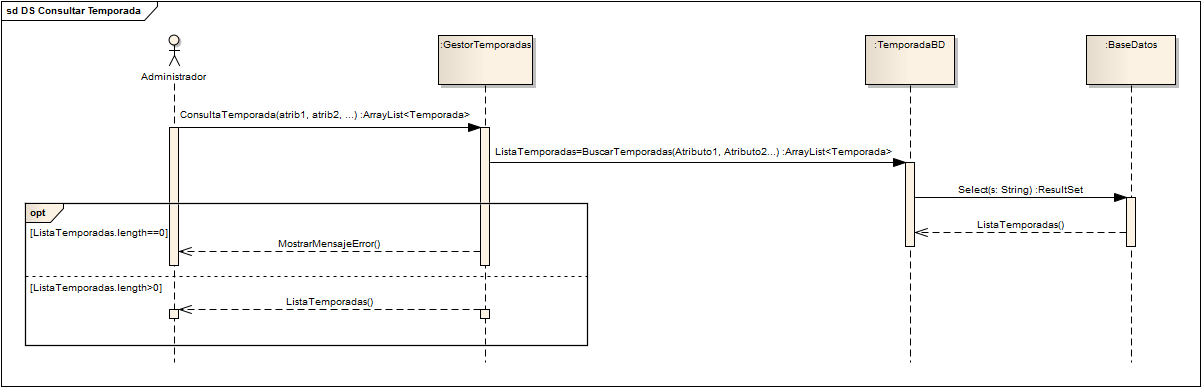 sd DS Consultar Temporada
:GestorTemporadas
:TemporadaBD
:BaseDatos
Administrador
ConsultaTemporada(atrib1, atrib2, ...) :ArrayList<Temporada>
ListaTemporadas=BuscarTemporadas(Atributo1, Atributo2...) :ArrayList<Temporada>
Select(s: String) :ResultSet
opt
[ListaTemporadas.length==0]
ListaTemporadas()
MostrarMensajeError()
[ListaTemporadas.length>0]
ListaTemporadas()